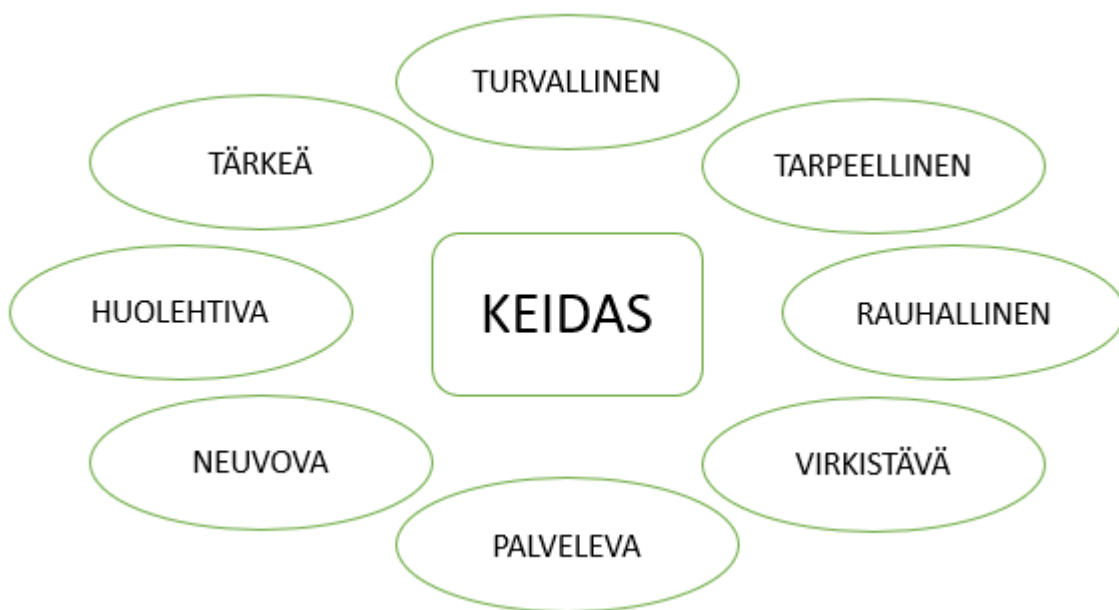 TURVALLINEN
TÄRKEÄ
TARPEELLINEN
HUOLEHTIVA
KEIDAS
RAUHALLINEN
NEUVOVA
VIRKISTÄVÄ
PALVELEVA